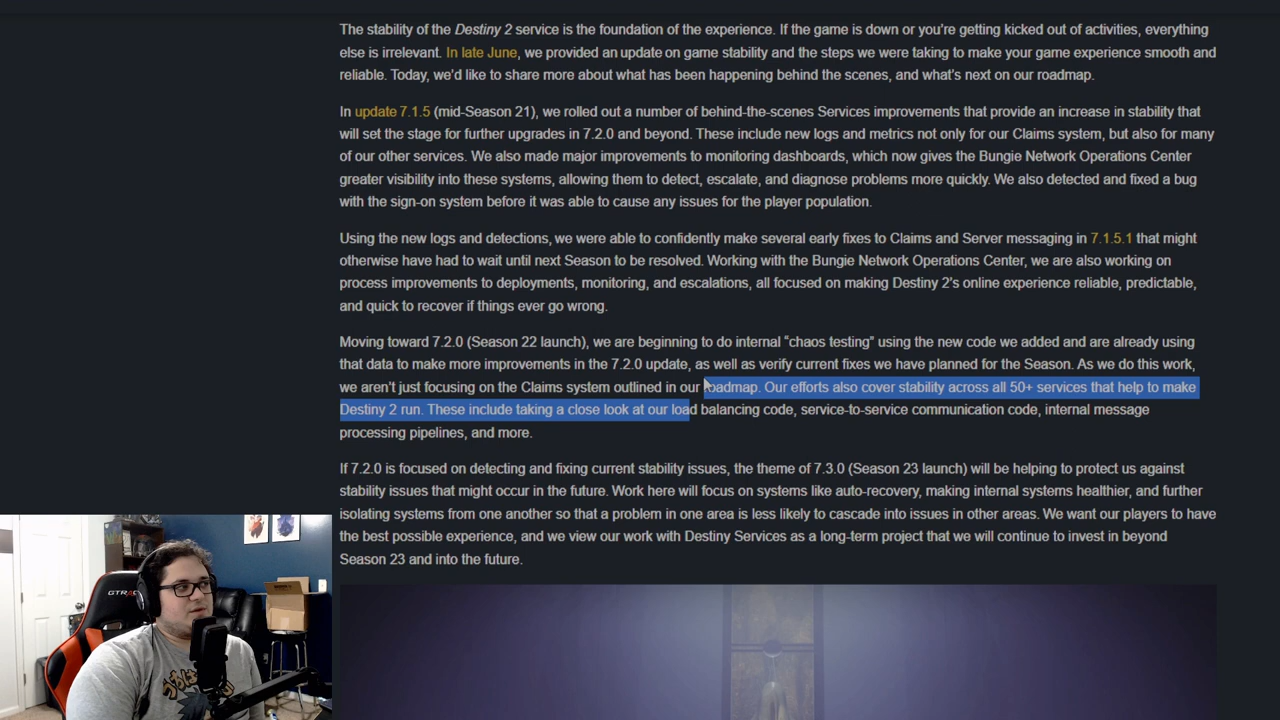 The stability of the Destiny 2 service is the foundation of the experience. If the game is down or you're getting kicked out of activities, everything
else is irrelevant. In late June, we provided an update on game stability and the steps we were taking to make your game experience smooth and
reliable. Today, we'd like to share more about what has been happening behind the scenes, and what's next on our roadmap.
In update 7.1.5 (mid-Season 21), we rolled out a number of behind-the-scenes Services improvements that provide an increase in stability that
will set the stage for further upgrades in 7.2.0 and beyond. These include new logs and metrics not only for our Claims system, but also for many
of our other services. We also made major improvements to monitoring dashboards, which now gives the Bungie Network Operations Center
greater visibility into these systems, allowing them to detect, escalate, and diagnose problems more quickly. We also detected and fixed a bug
with the sign-on system before it was able to cause any issues for the player population.
Using the new logs and detections, we were able to confidently make several early fixes to Claims and Server messaging in 7.1.5.1 that might
otherwise have had to wait until next Season to be resolved. Working with the Bungie Network Operations Center, we are also working on
process improvements to deployments, monitoring, and escalations, all focused on making Destiny 2's online experience reliable, predictable,
and quick to recover if things ever go wrong.
Moving toward 7.2.0 (Season 22 launch), we are beginning to do internal "chaos testing" using the new code we added and are already using
that data to make more improvements in the 7.2.0 update, as well as verify current fixes we have planned for the Season. As we do this work,
we aren't just focusing on the Claims system outlined in our roadmap. Our efforts also cover stability across all 50+ services that help to make
Destiny 2 run. These include taking a close look at our load balancing code, service-to-service communication code, internal message
processing pipelines, and more.
If 7.2.0 is focused on detecting and fixing current stability issues, the theme of 7.3.0 (Season 23 launch) will be helping to protect us against
stability issues that might occur in the future. Work here will focus on systems like auto-recovery, making internal systems healthier, and further
isolating systems from one another so that a problem in one area is less likely to cascade into issues in other areas. We want our players to have
the best possible experience, and we view our work with Destiny Services as a long-term project that we will continue to invest in beyond
Season 23 and into the future.